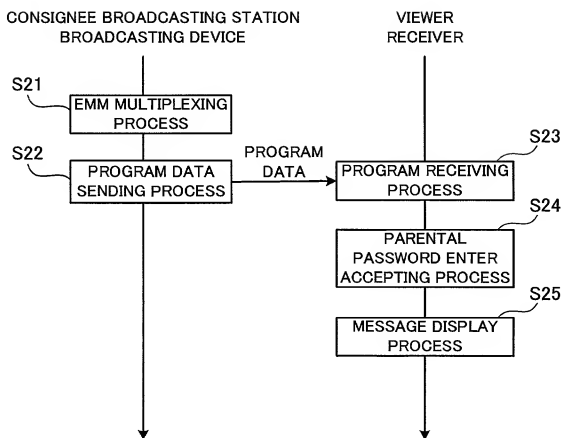 CONSIGNEE BROADCASTING STATION
BROADCASTING DEVICE
VIEWER
RECEIVER
S21
EMM MULTIPLEXING
PROCESS
S22
PROGRAM DATA
SENDING PROCESS
PROGRAM
DATA
S23
PROGRAM RECEIVING
PROCESS
S24
PARENTAL
PASSWORD ENTER
ACCEPTING PROCESS
S25
MESSAGE DISPLAY
PROCESS